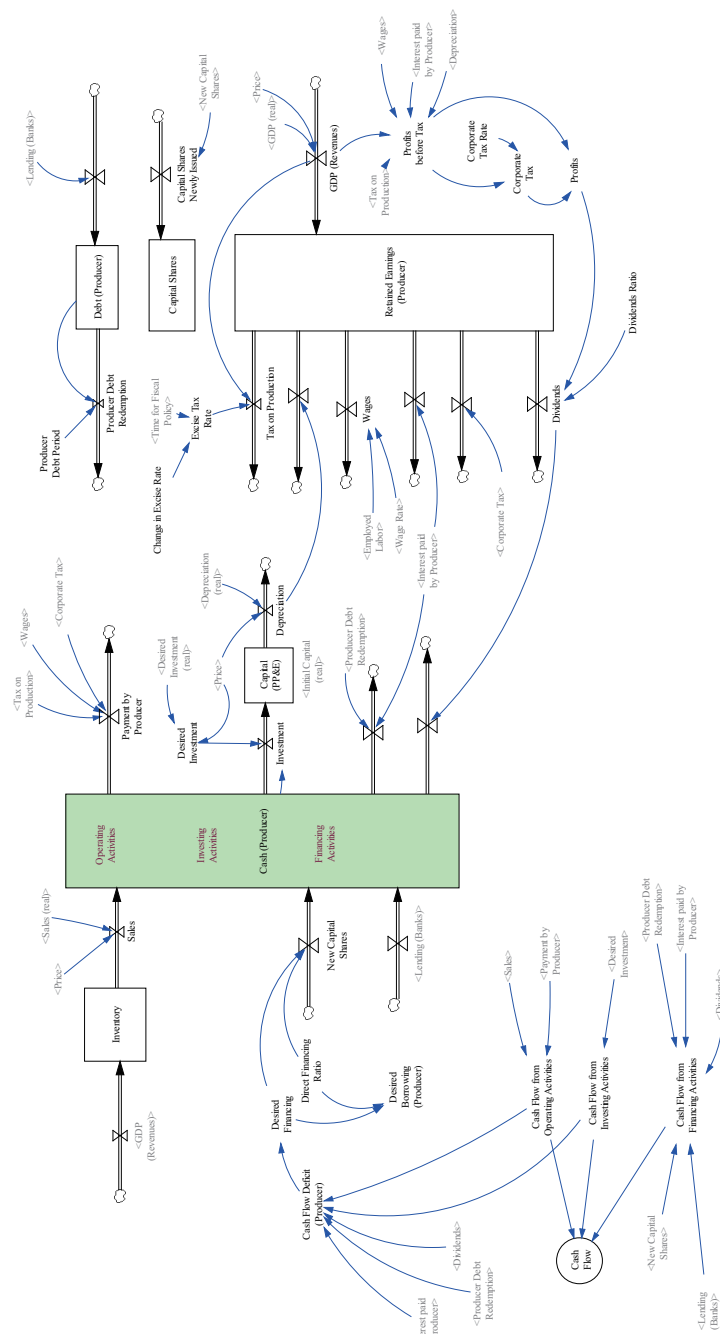 <GDP
(Revenues)>
Inventory
<Price>
<Sales (real)>
Sales
Operating
Activities
Investing
Activities
Cash (Producer)
Financing
Activities
<Tax on
Production>
<Wages>
<Corporate Tax>
Payment by
Producer
<Desired
Investment
(real)>
<Price>
Desired
Investment
Investment
Capital
(PP&E)
<Initial Capital
(real)>
<Depreciation
(real)>
Depreciation
<Producer Debt
Redemption>
Producer
Debt Period
Producer Debt
Redemption
Debt (Producer)
<Lending (Banks)>
Capital Shares
Capital Shares
Newly Issued
<New Capital
Shares>
Change in Excise Rate
<Time for Fiscal
Policy>
Excise Tax
Rate
Tax on Production
<Employed
Labor>
<Wage Rate>
Wages
<Interest paid
by Producer>
<Corporate Tax>
Dividends
Dividends Ratio
Retained Earnings
(Producer)
<Price>
<GDP (real)>
GDP (Revenues)
<Wages>
<Interest paid
by Producer>
<Depreciation>
<Tax on
Production>
Profits
before Tax
Corporate
Tax Rate
Corporate
Tax
Profits
New Capital
Shares
<Lending (Banks)>
Direct Financing
Ratio
Desired
Financing
Desired
Borrowing
(Producer)
Cash Flow Deficit
(Producer)
<Dividends>
<Producer Debt
Redemption>
<Sales>
<Payment by
Producer>
Cash Flow from
Operating Activities
<Desired
Investment>
Cash Flow from
Investing Activities
<Producer Debt
Redemption>
<Interest paid by
Producer>
<Dividends>
Cash Flow from
Financing Activities
Cash
Flow
<New Capital
Shares>
<Lending
(Banks)>